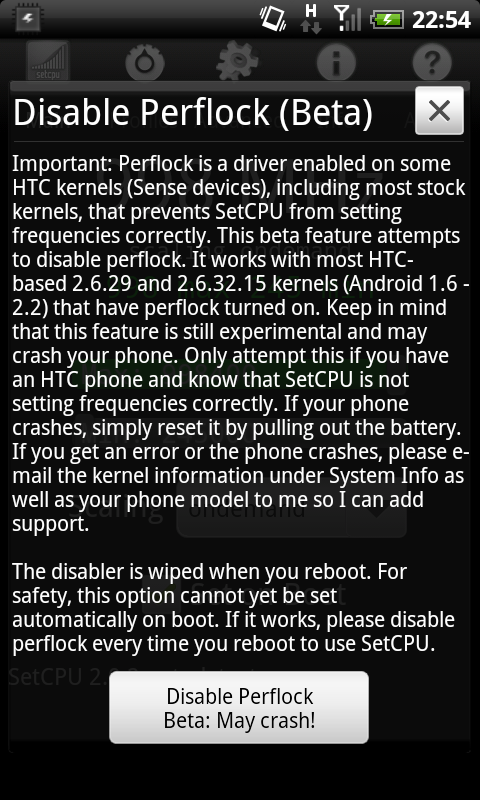 H
22:54
setcpu
Disable Perflock (Beta)
Important: Perflock is a driver enabled on some
HTC kernels (Sense devices), including most stock
kernels, that prevents SetCPU from setting
frequencies correctly. This beta feature attempts
to disable perflock. It works with most HTC-
based 2.6.29 and 2.6.32.15 kernels (Android 1.6 -
2.2) that have perflock turned on. Keep in mind
that this feature is still experimental and may
crash your phone. Only attempt this if you have
an HTC phone and know that SetCPU is not
setting frequencies correctly. If your phone
crashes, simply reset it by pulling out the battery.
If you get an error or the phone crashes, please e-
mail the kernel information under System Info as
well as your phone model to me so I can add
support.
Scaling
ondemand
The disabler is wiped when you reboot. For
safety, this option cannot yet be set
automatically on boot. If it works, please disable
perflock every time you reboot to use SetCPU.
SetCPU 2.
Disable Perflock
Beta: May crash!